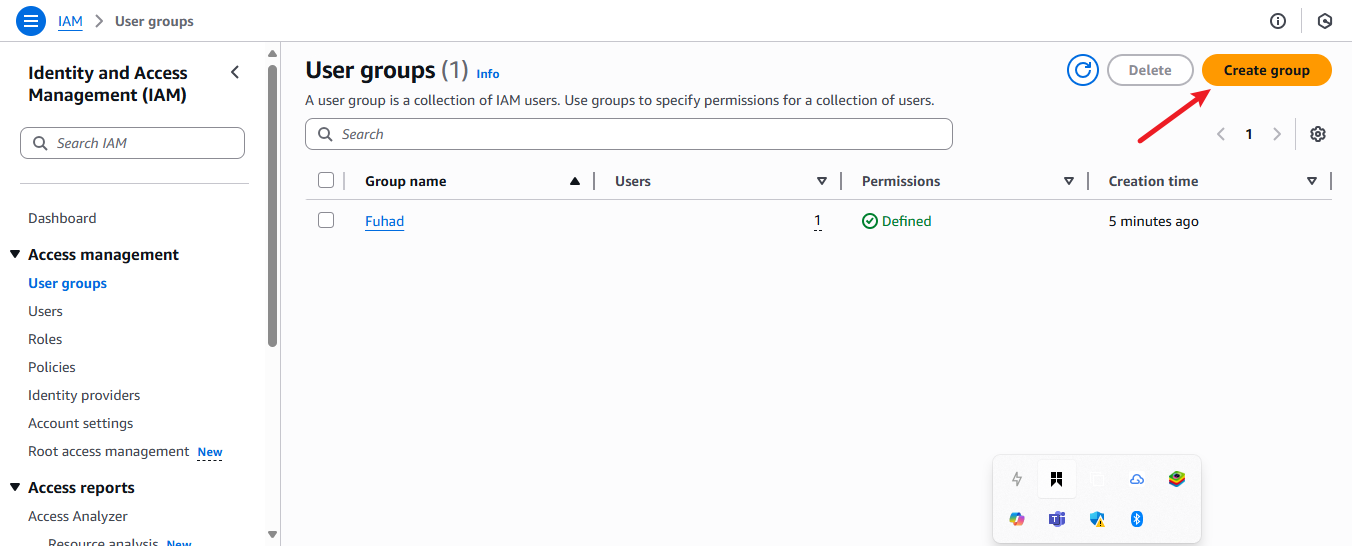 IAM > User groups
Identity and Access
Management (IAM)
Search IAM
Dashboard
Access management
User groups
Users
Roles
Policies
Identity providers
Account settings
Root access management New
Access reports
Access Analyzer
Resource analysis New
User groups (1) Info
Delete
Create group
A user group is a collection of IAM users. Use groups to specify permissions for a collection of users.
Search
1
Group name Users Permissions Creation time
Fuhad 1 Defined 5 minutes ago